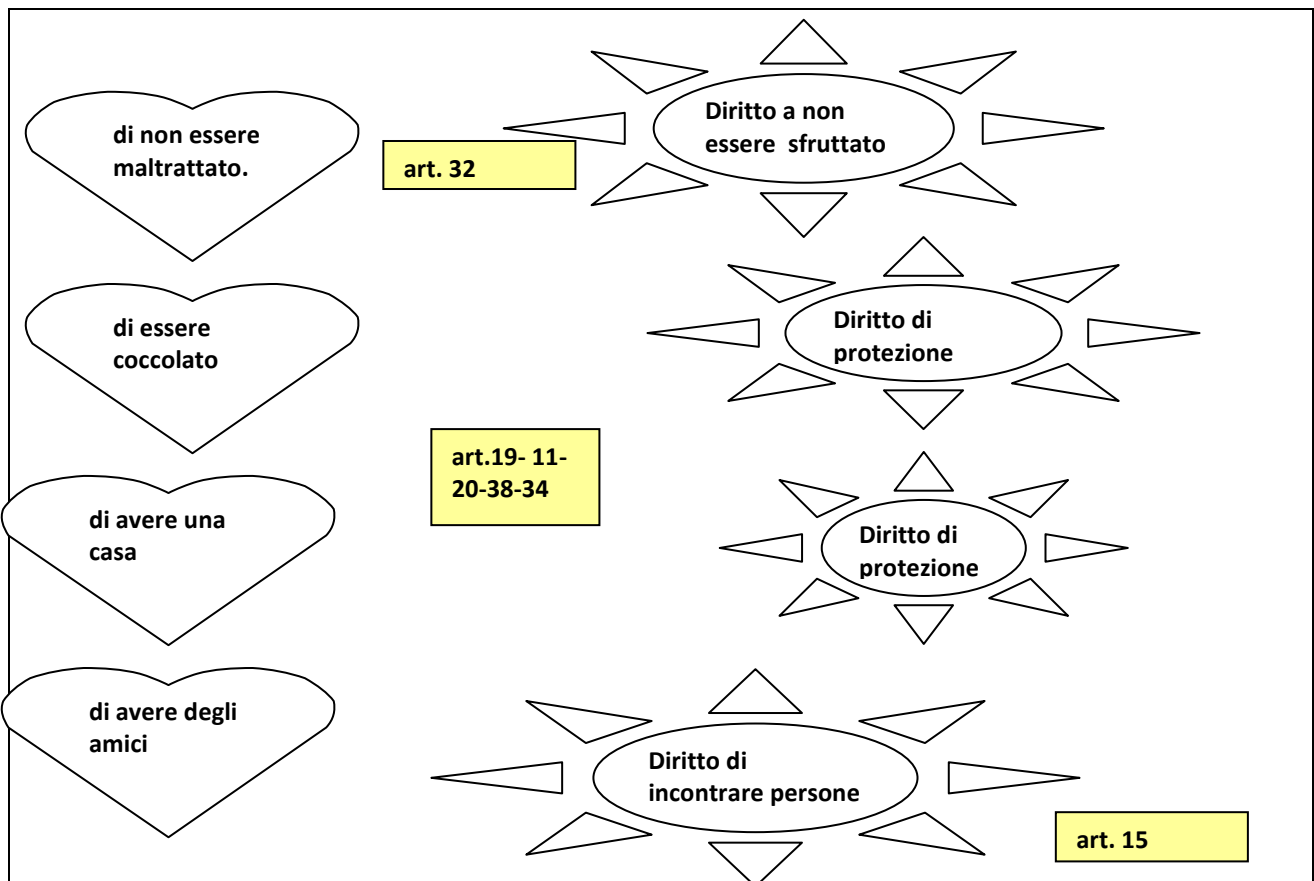 di non essere
maltrattato.
art. 32
Diritto a non
essere sfruttato
di essere
coccolato
Diritto di
protezione
art.19- 11-
20-38-34
di avere una
casa
Diritto di
protezione
di avere degli
amici
Diritto di
incontrare persone
art. 15